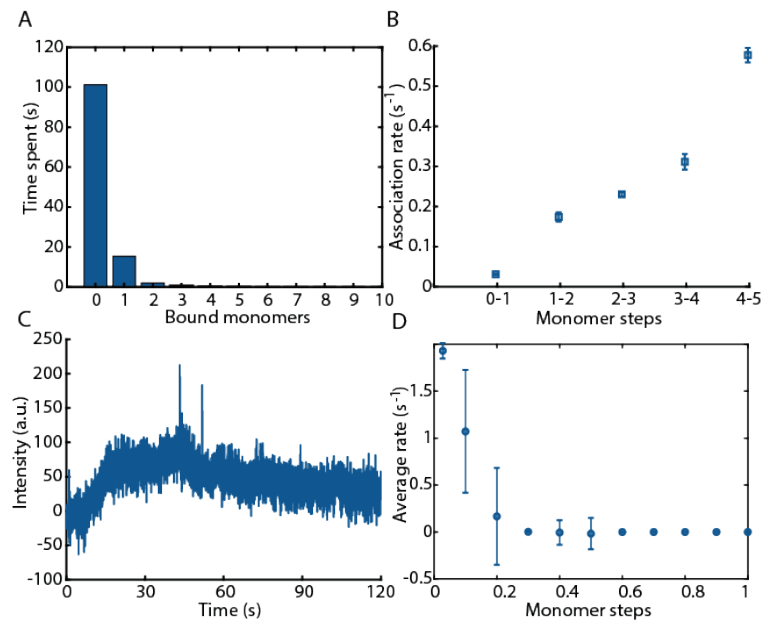 A
Time spent (s)
120
100
80
60
40
20
0
0 1 2 3 4 5 6 7 8 9 10
Bound monomers
B
Association rate (s-1)
0.6
0.5
0.4
0.3
0.2
0.1
0
0-1 1-2 2-3 3-4 4-5
Monomer steps
C
Intensity (a.u.)
250
200
150
100
50
0
-50
-100
0 30 60 90 120
Time (s)
D
Average rate (s-1)
1.5
1
0.5
0
-0.5
0 0.2 0.4 0.6 0.8 1
Monomer steps